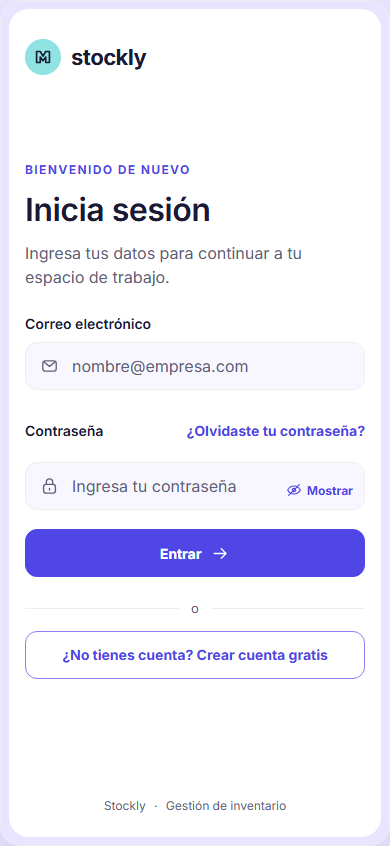 stockly
BIENVENIDO DE NUEVO
Inicia sesión
Ingresa tus datos para continuar a tu
espacio de trabajo.
Correo electrónico
nombre@empresa.com
Contraseña ¿Olvidaste tu contraseña?
Ingresa tu contraseña Mostrar
Entrar →
o
¿No tienes cuenta? Crear cuenta gratis
Stockly · Gestión de inventario